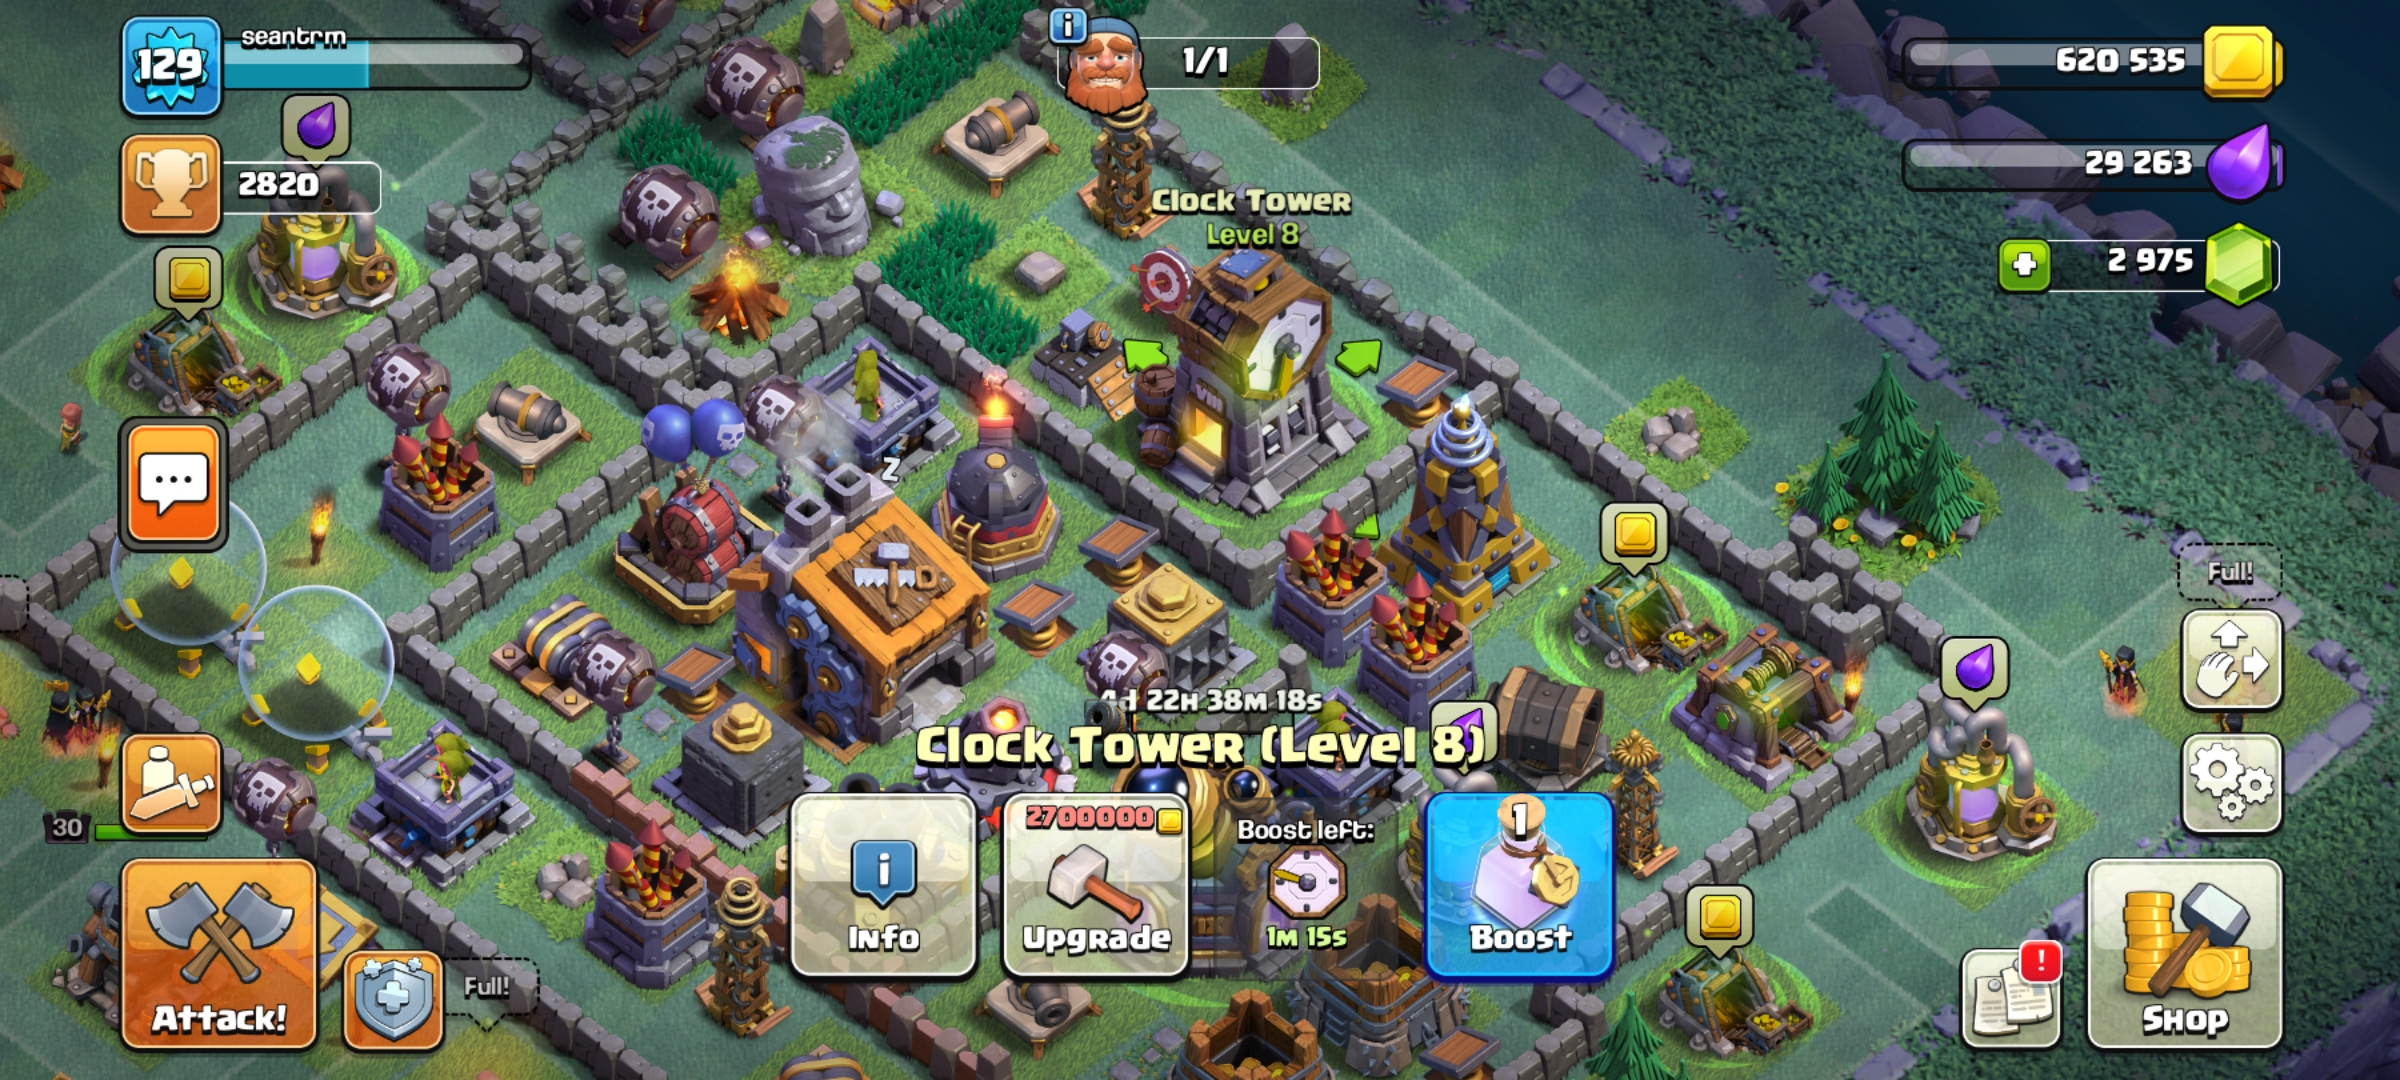 129
seantrm
1/1
620 535
2820
29 263
Clock Tower
Level 8
2 975
VIII
z
z
Full!
4d 22h 38m 18s
Clock Tower (Level 8)
30
2700000
Boost left:
1
Info
Upgrade
1m 15s
Boost
Full!
!
Attack!
Shop